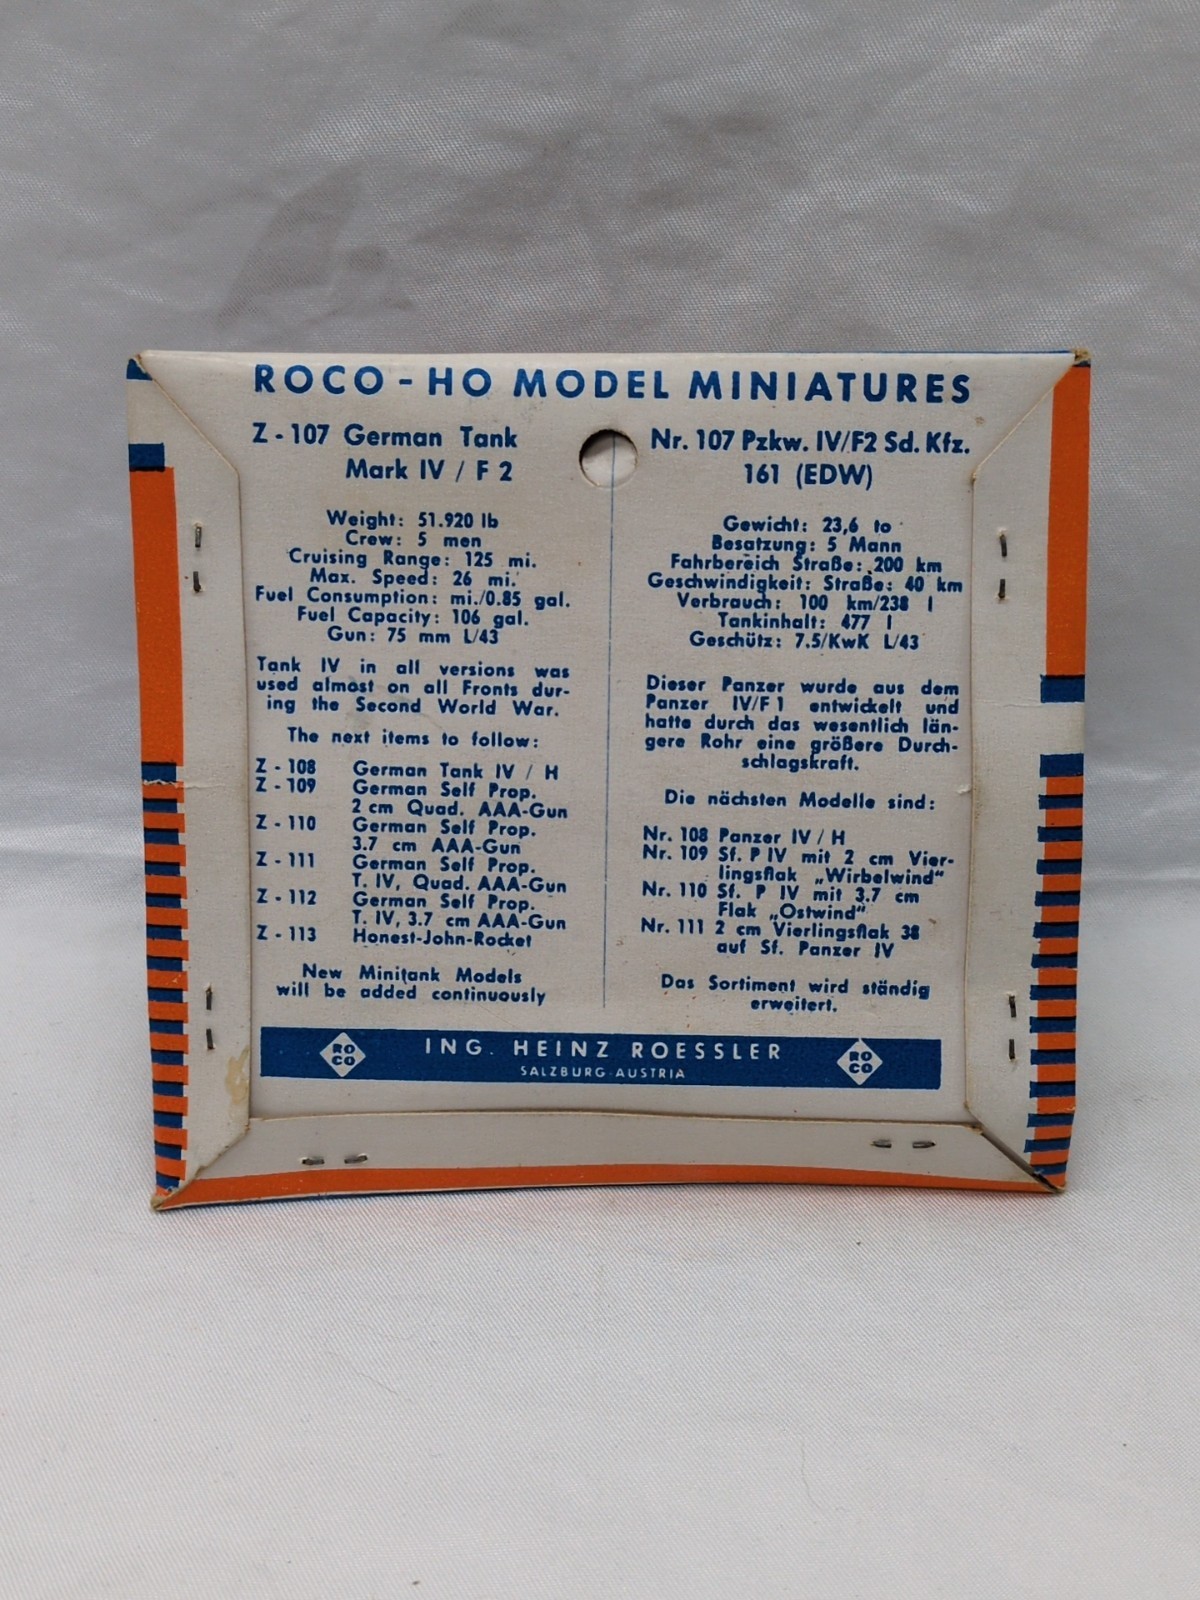 ROCO - HO MODEL MINIATURES
Z - 107 German Tank
Mark IV / F 2
Weight: 51.920 lb
Crew: 5 men
Cruising Range: 125 mi.
Max. Speed: 26 mi.
Fuel Consumption: mi./0.85 gal.
Fuel Capacity: 106 gal.
Gun: 75 mm L/43
Tank IV in all versions was
used almost on all Fronts dur-
ing the Second World War.
The next items to follow:
Z - 108 German Tank IV / H
Z - 109 German Self Prop.
2 cm Quad. AAA-Gun
Z - 110 German Self Prop.
3.7 cm AAA-Gun
Z - 111 German Self Prop.
T. IV, Quad. AAA-Gun
Z - 112 German Self Prop.
T. IV, 3.7 cm AAA-Gun
Z - 113 Honest-John-Rocket
New Minitank Models
will be added continuously
Nr. 107 Pzkw. IV/F2 Sd. Kfz.
161 (EDW)
Gewicht: 23,6 to
Besatzung: 5 Mann
Fahrbereich Straße: 200 km
Geschwindigkeit: Straße: 40 km
Verbrauch: 100 km/238 l
Tankinhalt: 477 l
Geschütz: 7.5/KwK L/43
Dieser Panzer wurde aus dem
Panzer IV/F1 entwickelt und
hatte durch das wesentlich län-
gere Rohr eine größere Durch-
schlagskraft.
Die nächsten Modelle sind:
Nr. 108 Panzer IV / H
Nr. 109 Sf. P IV mit 2 cm Vier-
lingsflak „Wirbelwind"
Nr. 110 Sf. P IV mit 3.7 cm
Flak „Ostwind"
Nr. 111 2 cm Vierlingsflak 38
auf Sf. Panzer IV
Das Sortiment wird ständig
erweitert.
RO
CO
ING. HEINZ ROESSLER
SALZBURG-AUSTRIA
RO
CO